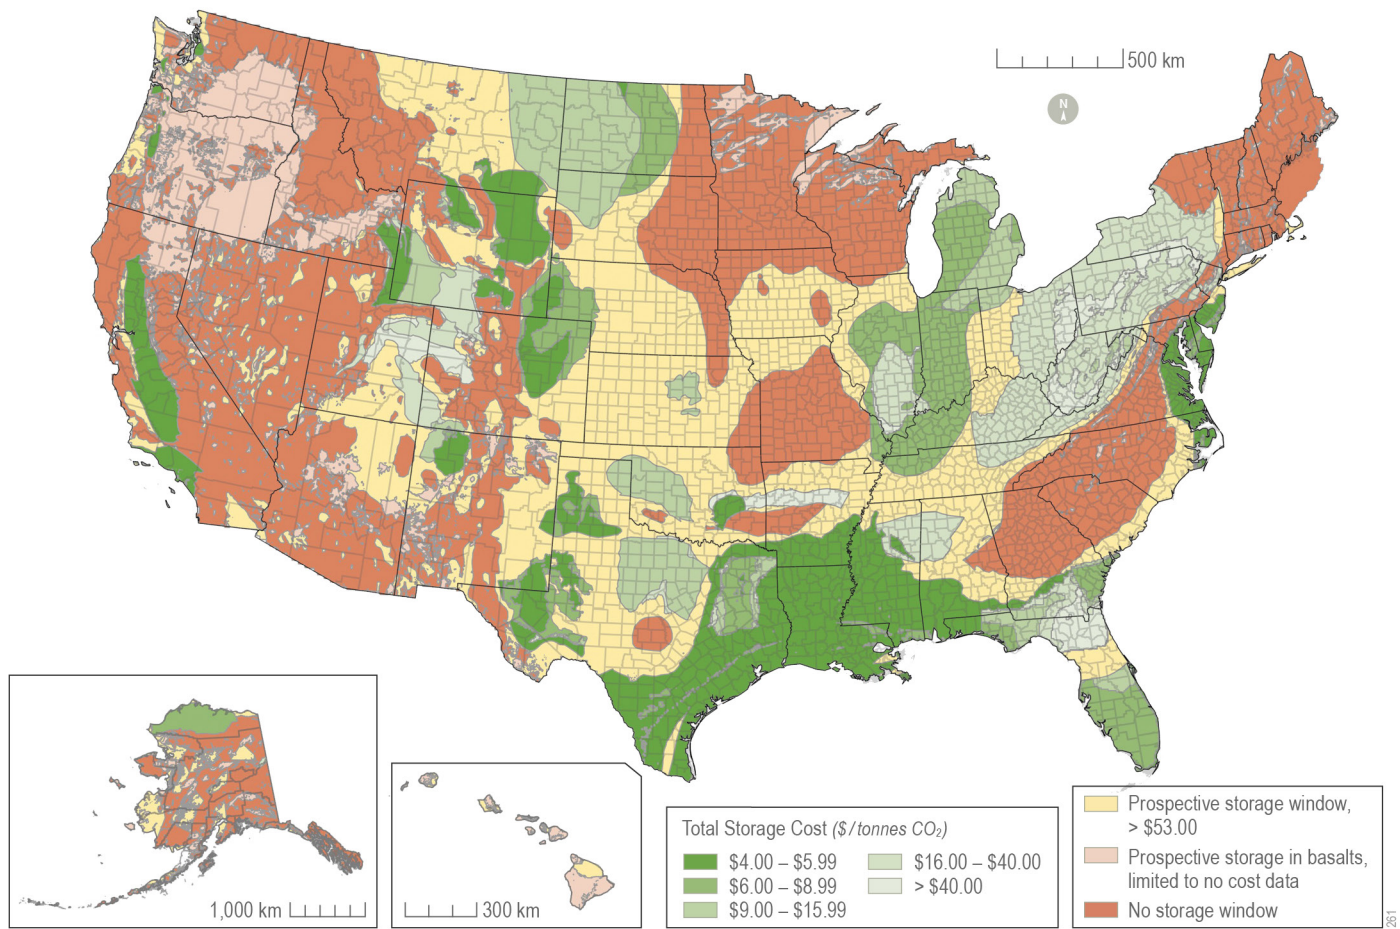 500 km
N
1,000 km
300 km
Total Storage Cost ($/tonnes CO₂)
$4.00 – $5.99
$6.00 – $8.99
$9.00 – $15.99
$16.00 – $40.00
> $40.00
Prospective storage window,
> $53.00
Prospective storage in basalts,
limited to no cost data
No storage window
261